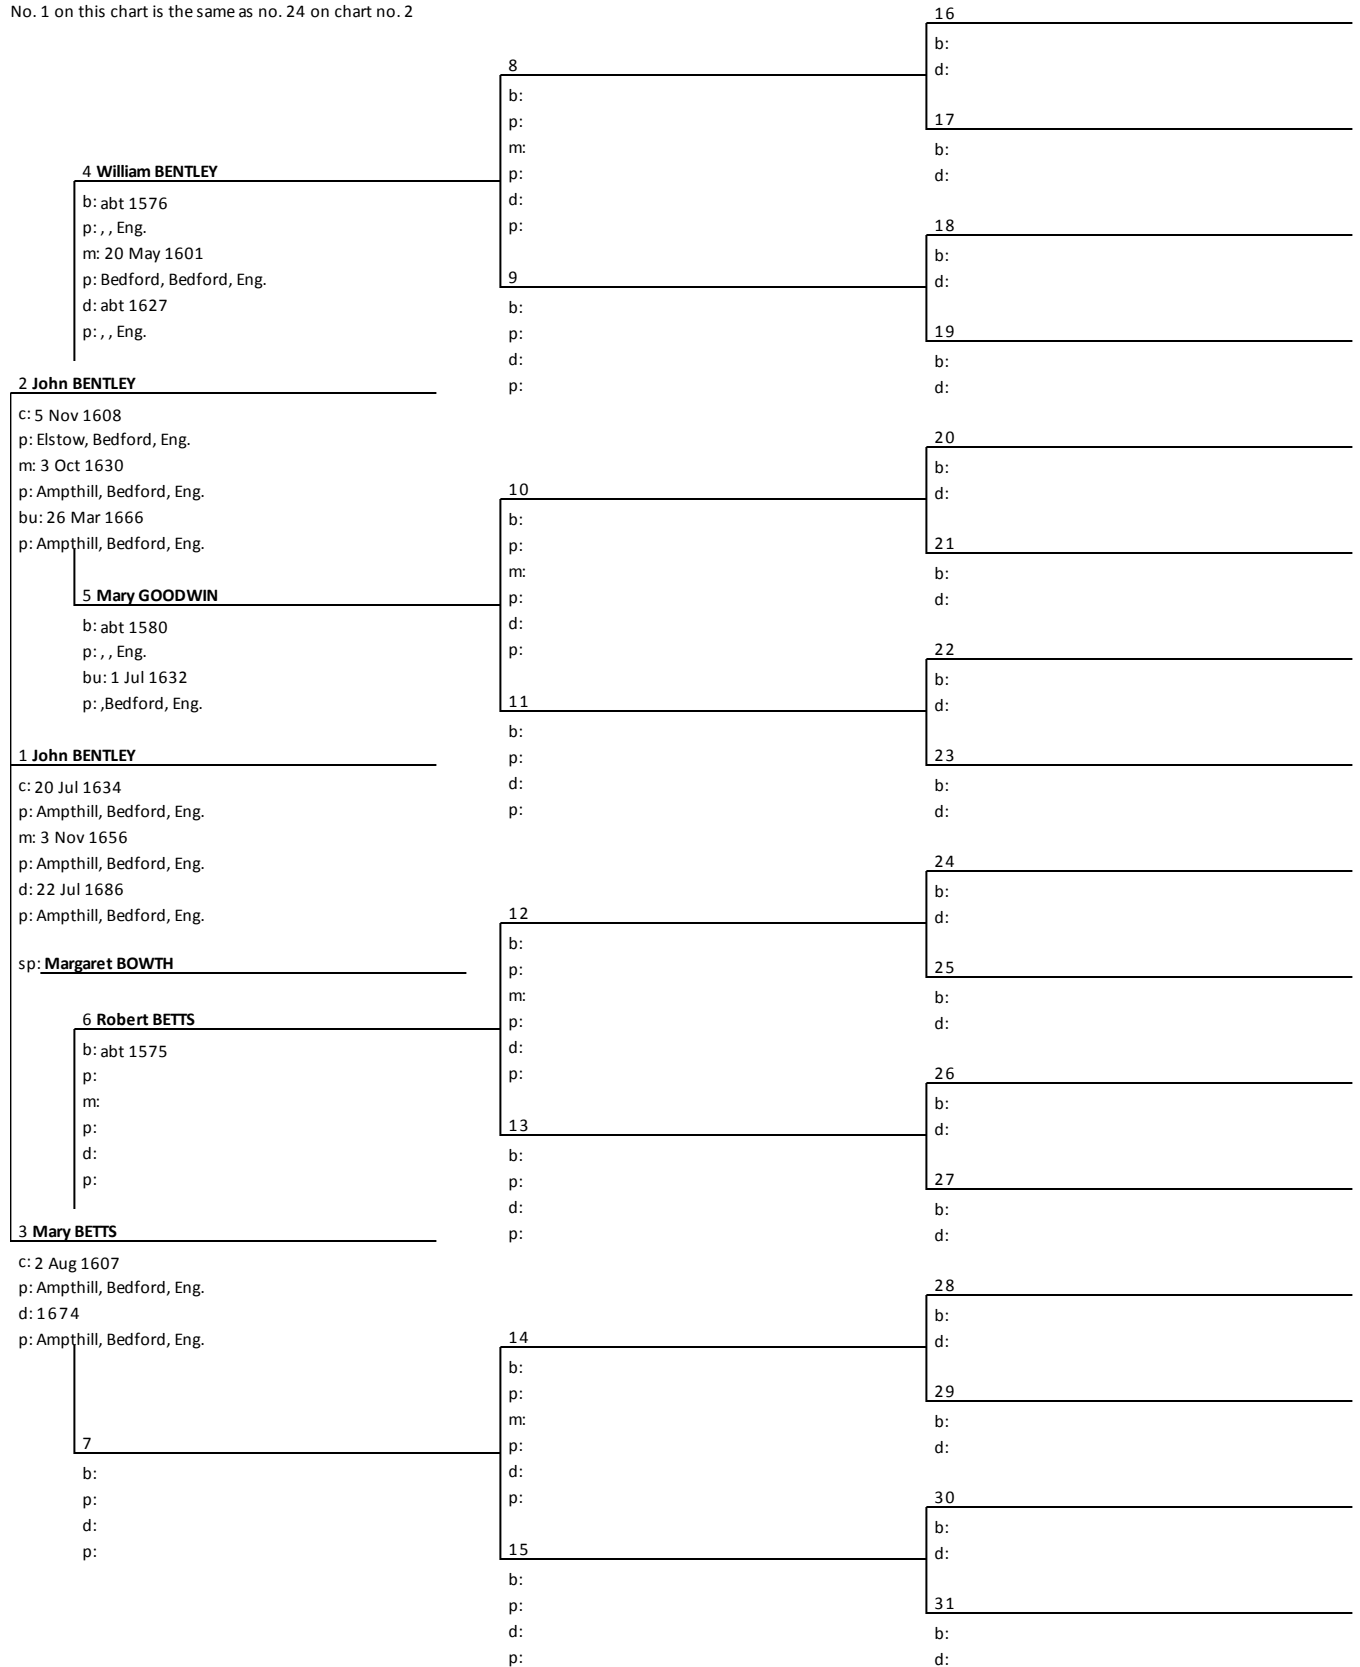 No. 1 on this chart is the same as no. 24 on chart no. 2
4 William BENTLEY
b: abt 1576
p: , , Eng.
m: 20 May 1601
p: Bedford, Bedford, Eng.
d: abt 1627
p: , , Eng.
2 John BENTLEY
c: 5 Nov 1608
p: Elstow, Bedford, Eng.
m: 3 Oct 1630
p: Ampthill, Bedford, Eng.
bu: 26 Mar 1666
p: Ampthill, Bedford, Eng.
5 Mary GOODWIN
b: abt 1580
p: , , Eng.
bu: 1 Jul 1632
p: ,Bedford, Eng.
1 John BENTLEY
c: 20 Jul 1634
p: Ampthill, Bedford, Eng.
m: 3 Nov 1656
p: Ampthill, Bedford, Eng.
d: 22 Jul 1686
p: Ampthill, Bedford, Eng.
sp: Margaret BOWTH
6 Robert BETTS
b: abt 1575
p:
m:
p:
d:
p:
3 Mary BETTS
c: 2 Aug 1607
p: Ampthill, Bedford, Eng.
d: 1674
p: Ampthill, Bedford, Eng.
7
b:
p:
d:
p:
8
b:
p:
m:
p:
d:
p:
9
b:
p:
d:
p:
10
b:
p:
m:
p:
d:
p:
11
b:
p:
d:
p:
12
b:
p:
m:
p:
d:
p:
13
b:
p:
d:
p:
14
b:
p:
m:
p:
d:
p:
15
b:
p:
d:
p:
16
b:
d:
17
b:
d:
18
b:
d:
19
b:
d:
20
b:
d:
21
b:
d:
22
b:
d:
23
b:
d:
24
b:
d:
25
b:
d:
26
b:
d:
27
b:
d:
28
b:
d:
29
b:
d:
30
b:
d:
31
b:
d: